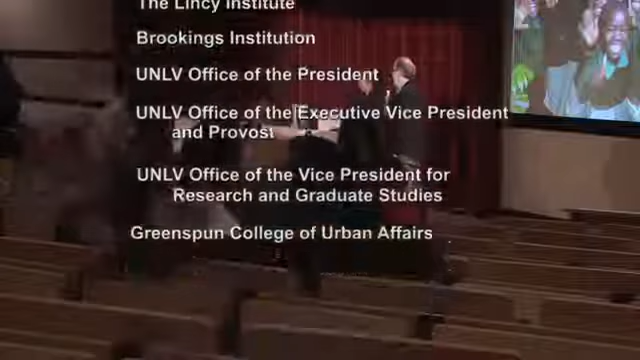 The Lincy Institute
Brookings Institution
UNLV Office of the President
UNLV Office of the Executive Vice President
and Provost
UNLV Office of the Vice President for
Research and Graduate Studies
Greenspun College of Urban Affairs